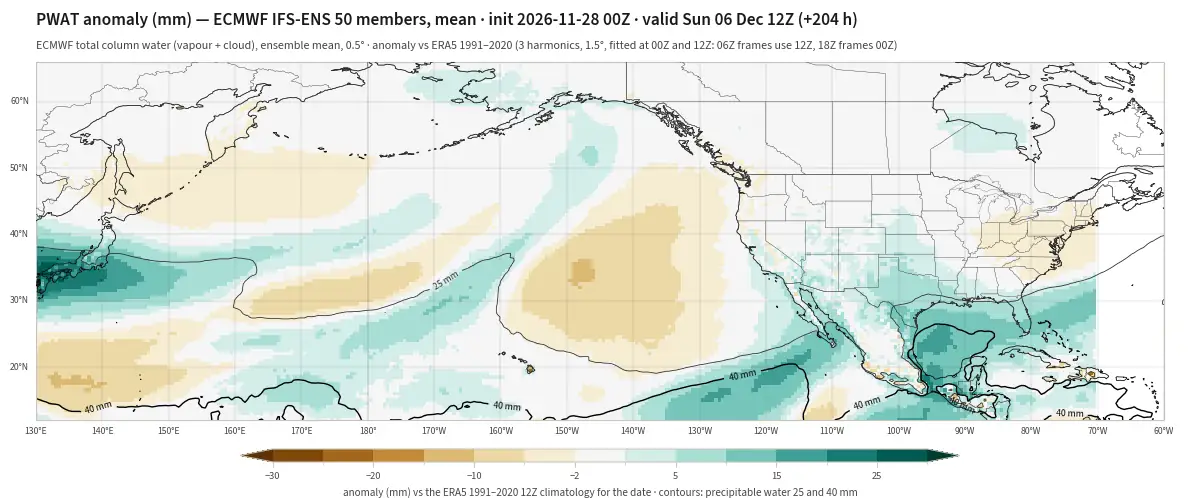 PWAT anomaly (mm) — ECMWF IFS-ENS 50 members, mean · init 2026-11-28 00Z · valid Sun 06 Dec 12Z (+204 h)
ECMWF total column water (vapour + cloud), ensemble mean, 0.5° · anomaly vs ERA5 1991–2020 (3 harmonics, 1.5°, fitted at 00Z and 12Z: 06Z frames use 12Z, 18Z frames 00Z)
60°N
50°N
40°N
30°N
20°N
25 mm
40 mm
40 mm
40 mm
40 mm
40 mm
130°E 140°E 150°E 160°E 170°E 180° 170°W 160°W 150°W 140°W 130°W 120°W 110°W 100°W 90°W 80°W 70°W 60°W
−30 −20 −10 −2 5 15 25
anomaly (mm) vs the ERA5 1991–2020 12Z climatology for the date · contours: precipitable water 25 and 40 mm